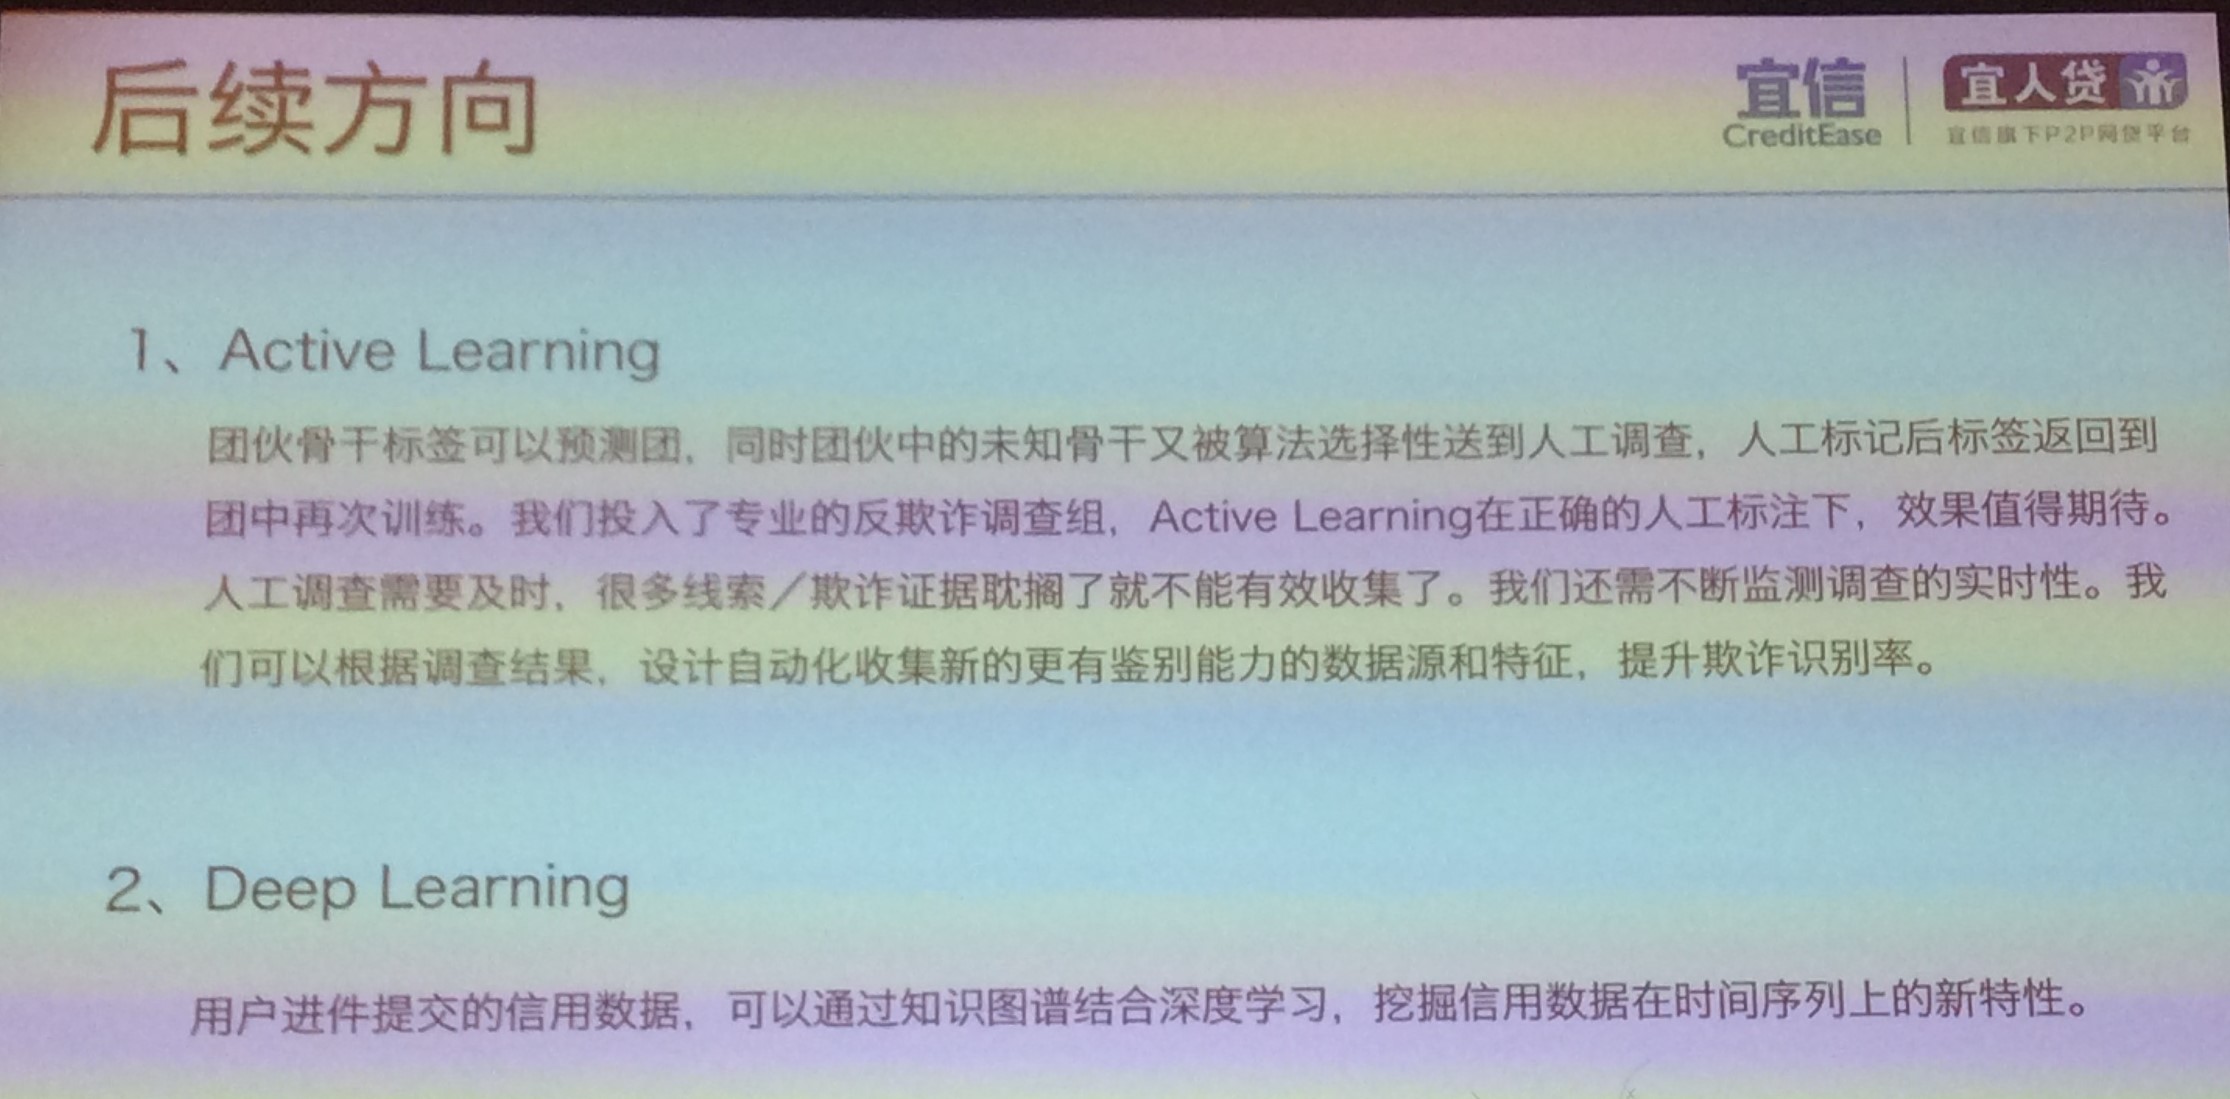 后续方向
宜信
CreditEase
宜人贷
宜信旗下P2P网贷平台
1、Active Learning
团伙骨干标签可以预测团，同时团伙中的未知骨干又被算法选择性送到人工调查，人工标记后标签返回到
团中再次训练。我们投入了专业的反欺诈调查组，Active Learning在正确的人工标注下，效果值得期待。
人工调查需要及时，很多线索／欺诈证据耽搁了就不能有效收集了。我们还需不断监测调查的实时性。我
们可以根据调查结果，设计自动化收集新的更有鉴别能力的数据源和特征，提升欺诈识别率。
2、Deep Learning
用户进件提交的信用数据，可以通过知识图谱结合深度学习，挖掘信用数据在时间序列上的新特性。